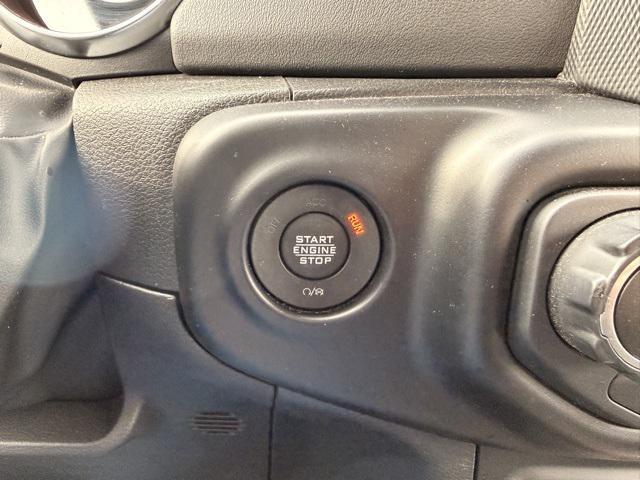 ACC
OFF
RUN
START
ENGINE
STOP